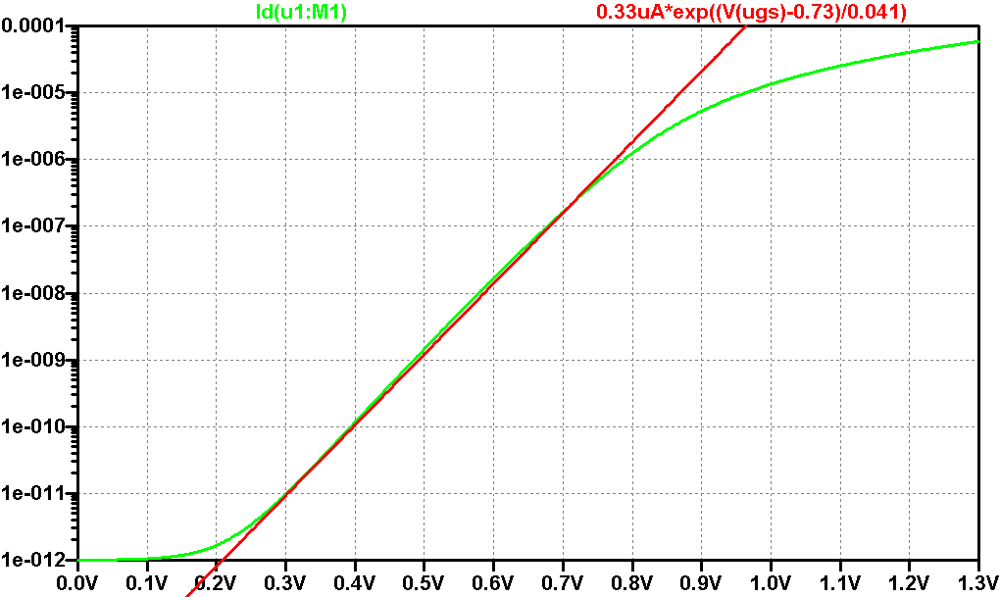 Id(u1:M1) 0.33uA*exp((V(ugs)-0.73)/0.041)
0.0001
1e-005
1e-006
1e-007
1e-008
1e-009
1e-010
1e-011
1e-012
0.0V 0.1V 0.2V 0.3V 0.4V 0.5V 0.6V 0.7V 0.8V 0.9V 1.0V 1.1V 1.2V 1.3V